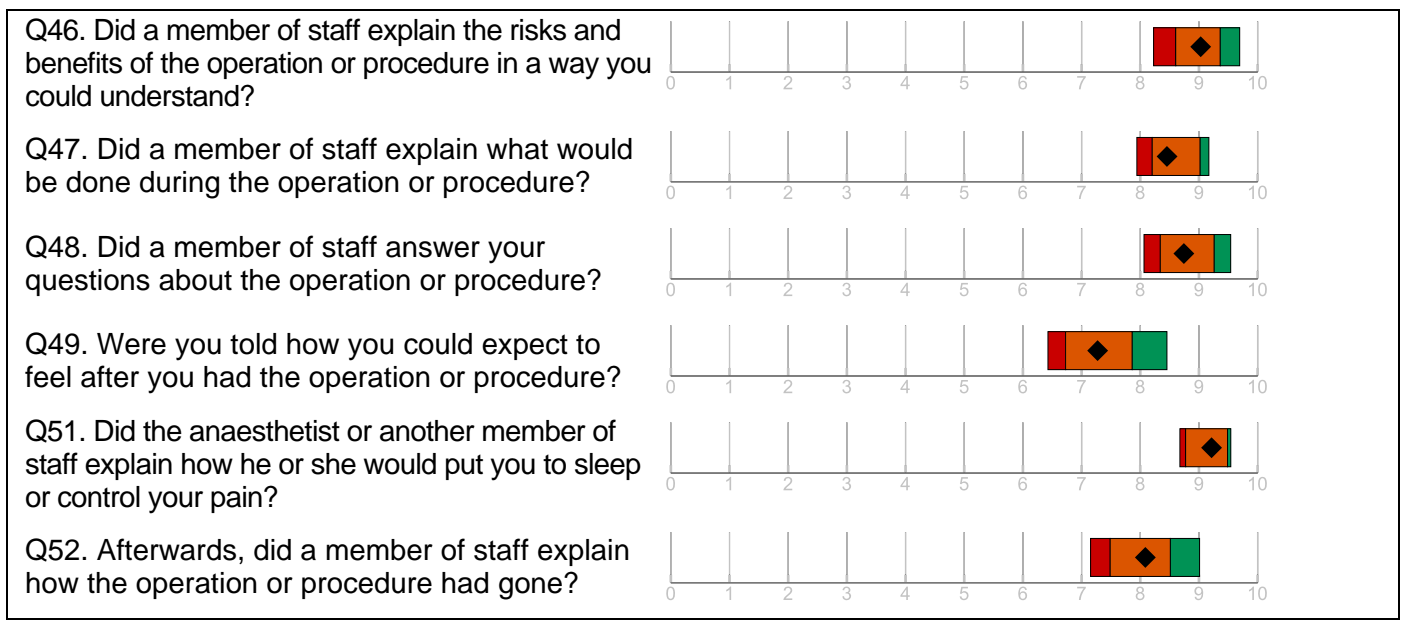 Q46. Did a member of staff explain the risks and
benefits of the operation or procedure in a way you
could understand?
0 1 2 3 4 5 6 7 8 9 10
Q47. Did a member of staff explain what would
be done during the operation or procedure?
0 1 2 3 4 5 6 7 8 9 10
Q48. Did a member of staff answer your
questions about the operation or procedure?
0 1 2 3 4 5 6 7 8 9 10
Q49. Were you told how you could expect to
feel after you had the operation or procedure?
0 1 2 3 4 5 6 7 8 9 10
Q51. Did the anaesthetist or another member of
staff explain how he or she would put you to sleep
or control your pain?
0 1 2 3 4 5 6 7 8 9 10
Q52. Afterwards, did a member of staff explain
how the operation or procedure had gone?
0 1 2 3 4 5 6 7 8 9 10